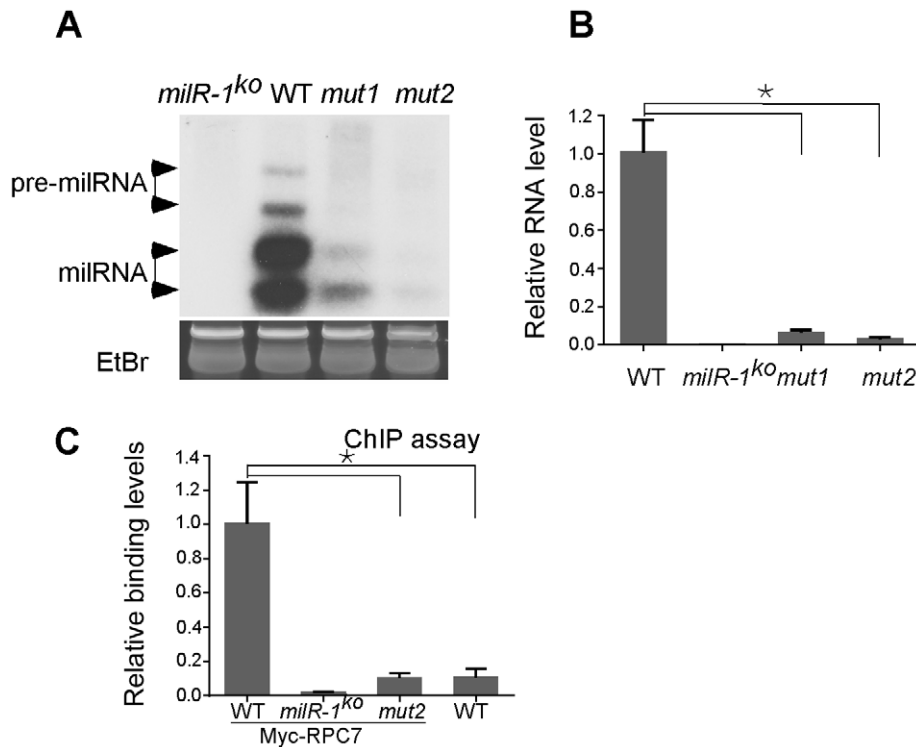 A
milR-1ko WT mut1 mut2
pre-milRNA
milRNA
EtBr
B
*
Relative RNA level
1.2
1.0
0.8
0.6
0.4
0.2
0.0
WT milR-1ko mut1 mut2
C
ChIP assay
*
Relative binding levels
1.4
1.2
1.0
0.8
0.6
0.4
0.2
0.0
WT milR-1ko mut2 WT
Myc-RPC7